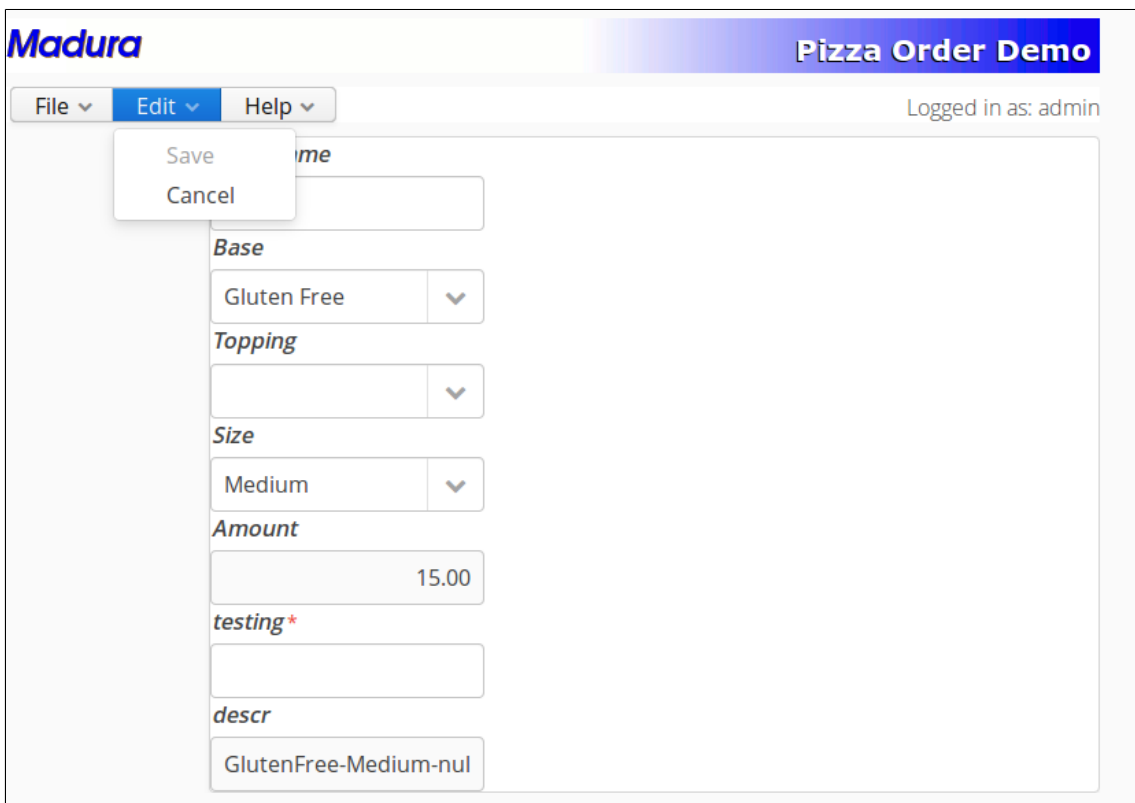 Madura
Pizza Order Demo
File Edit Help
Logged in as: admin
Save
Cancel
Base
Gluten Free
Topping
Size
Medium
Amount
15.00
testing*
descr
GlutenFree-Medium-nul